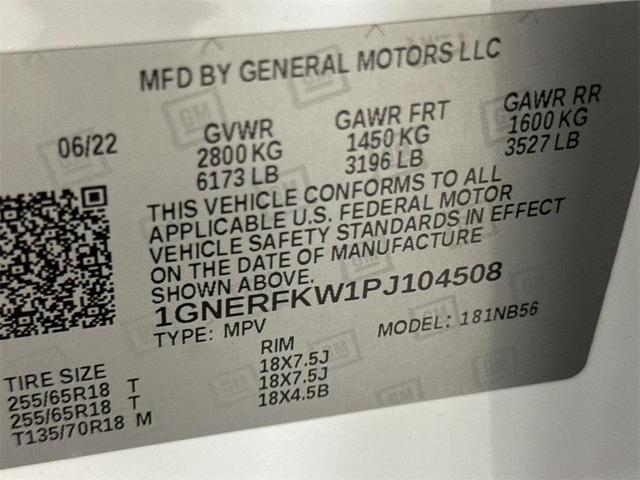 MFD BY GENERAL MOTORS LLC
06/22 GVWR GAWR FRT GAWR RR
2800 KG 1450 KG 1600 KG
6173 LB 3196 LB 3527 LB
THIS VEHICLE CONFORMS TO ALL
APPLICABLE U.S. FEDERAL MOTOR
VEHICLE SAFETY STANDARDS IN EFFECT
ON THE DATE OF MANUFACTURE
SHOWN ABOVE.
1GNERFKW1PJ104508
TYPE: MPV MODEL: 181NB56
TIRE SIZE RIM
255/65R18 T 18X7.5J
255/65R18 T 18X7.5J
T135/70R18 M 18X4.5B